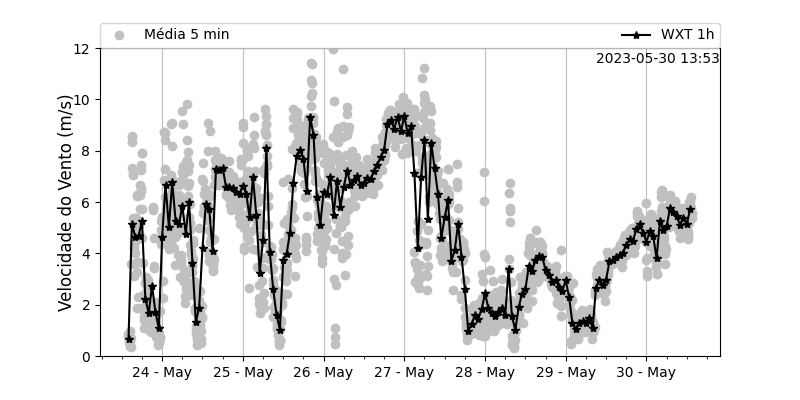 Média 5 min
WXT 1h
2023-05-30 13:53
Velocidade do Vento (m/s)
12
10
8
6
4
2
0
24 - May
25 - May
26 - May
27 - May
28 - May
29 - May
30 - May